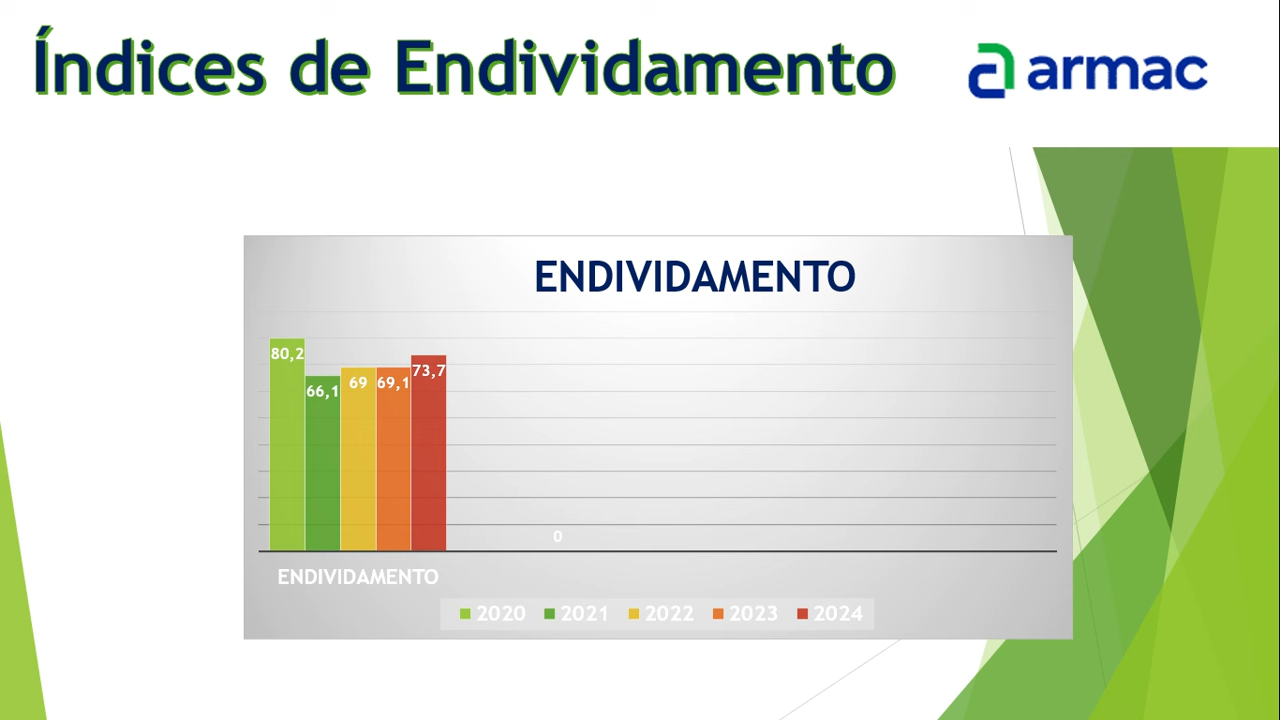 Índices de Endividamento
armac
ENDIVIDAMENTO
80,2
66,1
69
69,1
73,7
0
ENDIVIDAMENTO
2020 2021 2022 2023 2024